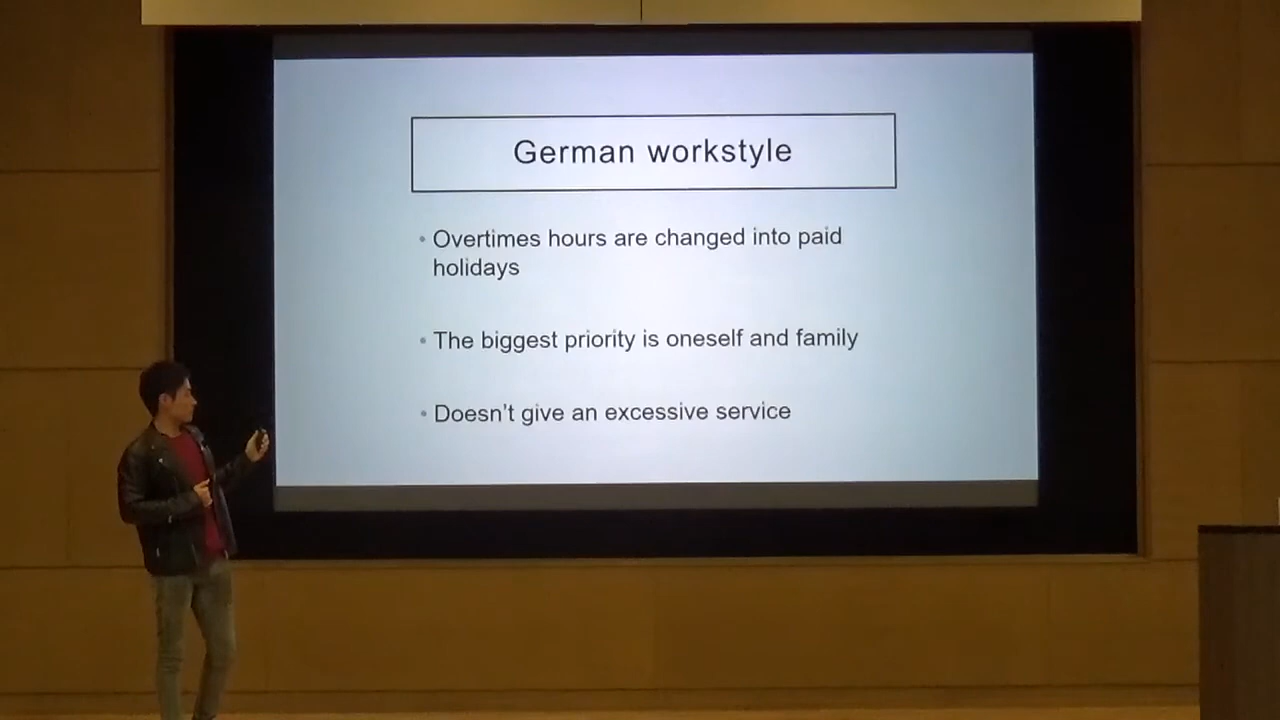 German workstyle
• Overtimes hours are changed into paid
holidays
• The biggest priority is oneself and family
• Doesn't give an excessive service